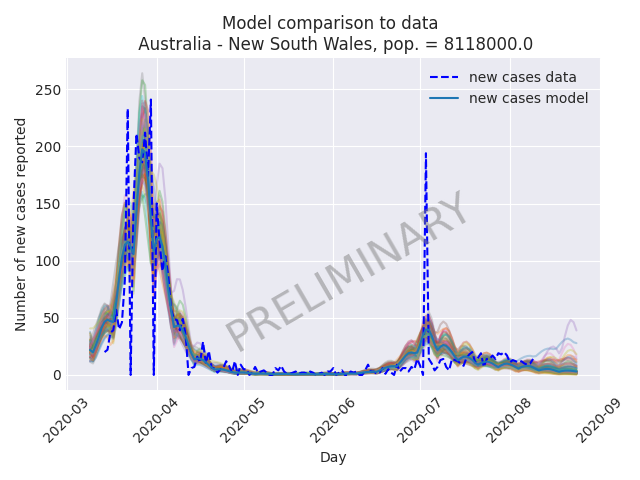 Model comparison to data
Australia - New South Wales, pop. = 8118000.0
new cases data
new cases model
Number of new cases reported
250
200
150
100
50
0
PRELIMINARY
2020-03
2020-04
2020-05
2020-06
2020-07
2020-08
2020-09
Day